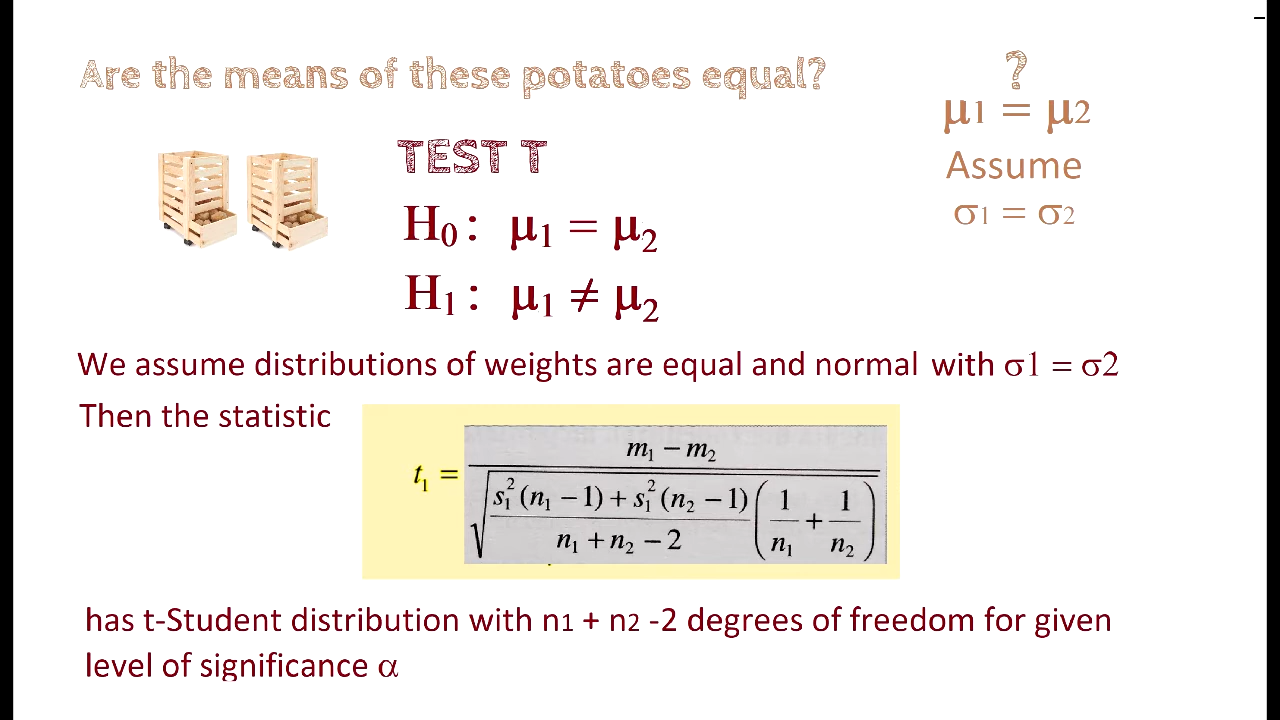 Are the means of these potatoes equal?
?
μ1 = μ2
Assume
σ1 = σ2
TEST T
H₀ : μ₁ = μ₂
H₁ : μ₁ ≠ μ₂
We assume distributions of weights are equal and normal with σ1 = σ2
Then the statistic
t₁ =
m₁ − m₂
s₁² (n₁ − 1) + s₁² (n₂ − 1)
n₁ + n₂ − 2
( 1/n₁ + 1/n₂ )
has t-Student distribution with n1 + n2 -2 degrees of freedom for given
level of significance α